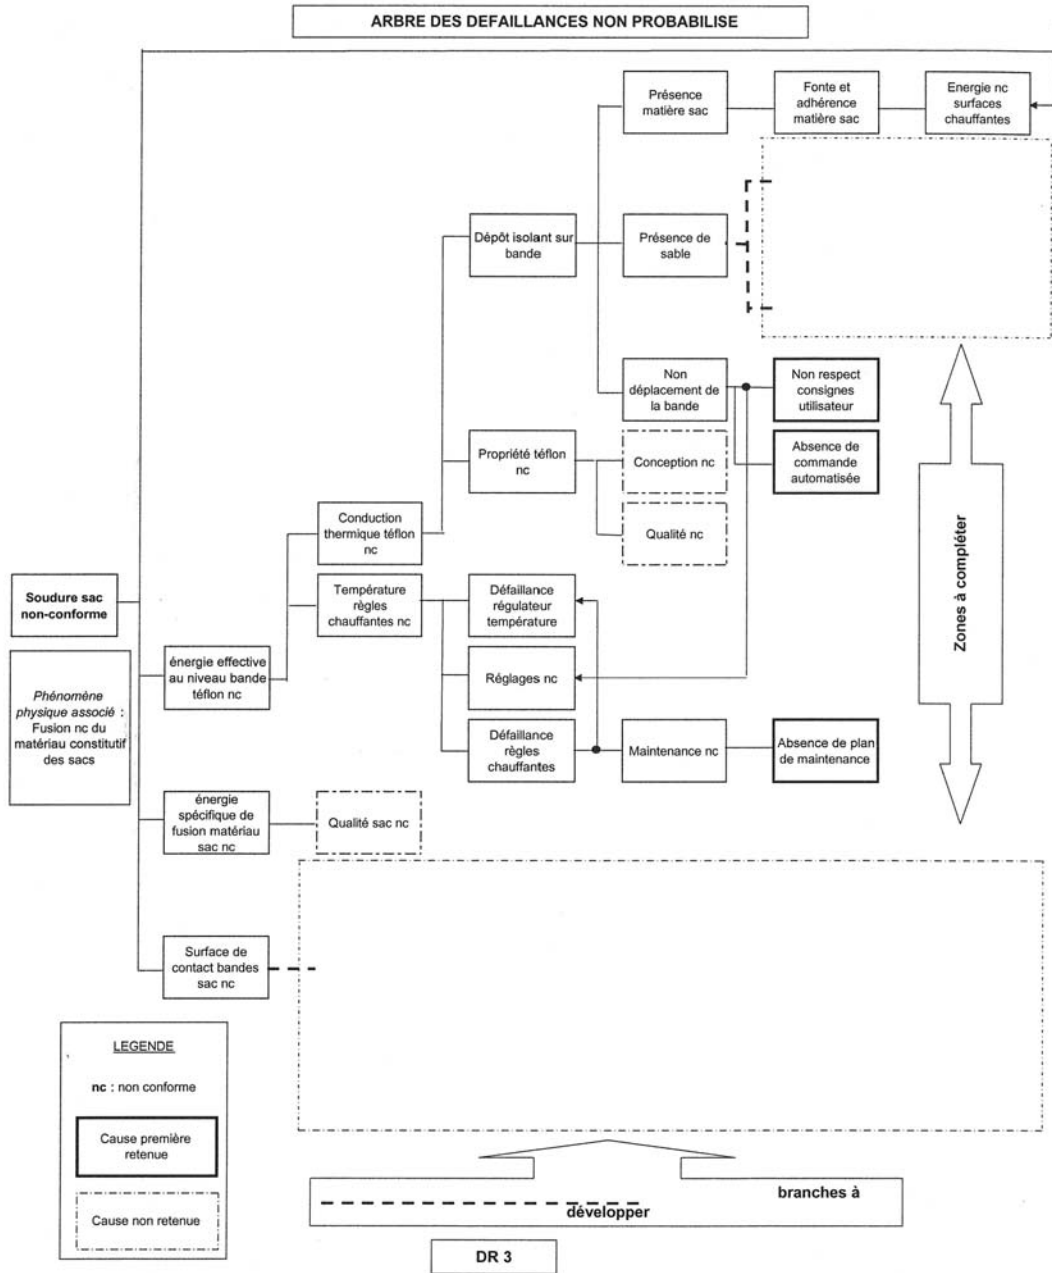 ARBRE DES DEFAILLANCES NON PROBABILISE
Présence
matière sac
Fonte et
adhérence
matière sac
Energie nc
surfaces
chauffantes
Dépôt isolant sur
bande
Présence de
sable
Non
déplacement de
la bande
Non respect
consignes
utilisateur
Absence de
commande
automatisée
Propriété téflon
nc
Conception nc
Qualité nc
Conduction
thermique téflon
nc
Température
règles
chauffantes nc
Défaillance
régulateur
température
Réglages nc
Défaillance
règles
chauffantes
Maintenance nc
Absence de plan
de maintenance
Zones à compléter
Soudure sac
non-conforme
Phénomène
physique associé :
Fusion nc du
matériau constitutif
des sacs
énergie effective
au niveau bande
téflon nc
énergie
spécifique de
fusion matériau
sac nc
Qualité sac nc
Surface de
contact bandes
sac nc
LEGENDE
nc : non conforme
Cause première
retenue
Cause non retenue
branches à
développer
DR 3